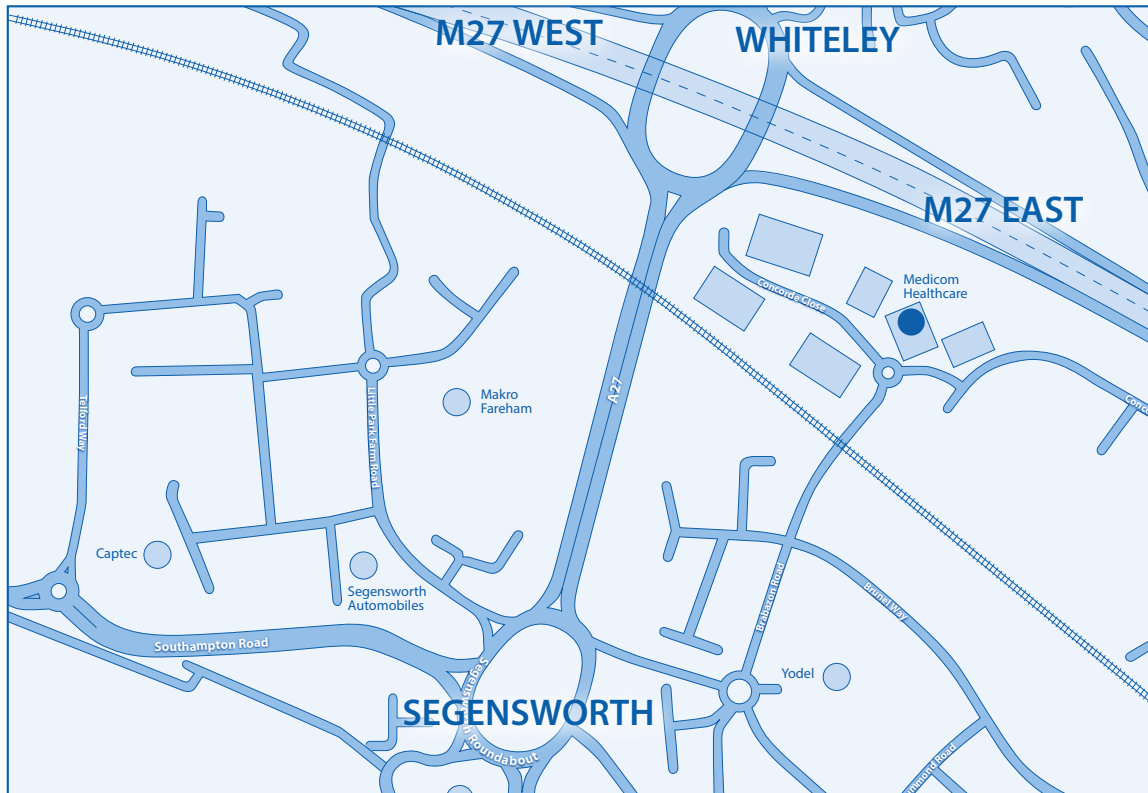 M27 WEST
WHITELEY
M27 EAST
Medicom
Healthcare
Concorde Close
A27
Makro
Fareham
Telford Way
Little Park Farm Road
Captec
Segensworth
Automobiles
Brabazon Road
Brunel Way
Southampton Road
Yodel
SEGENSWORTH
Segensworth Roundabout